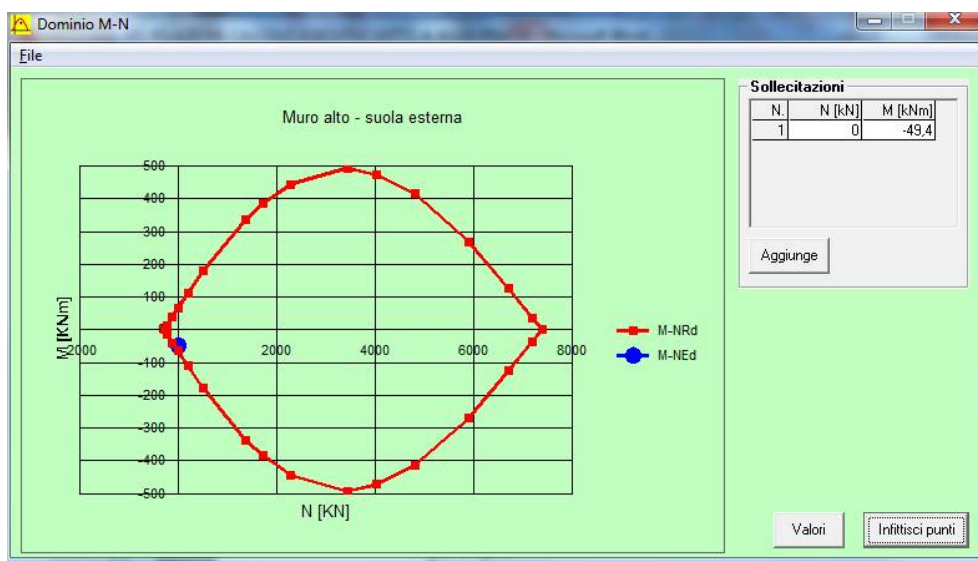 Dominio M-N
File
Muro alto - suola esterna
500
400
300
200
100
-100
-200
-300
-400
-500
M [KNm]
-2000
2000
4000
6000
8000
N [KN]
M-NRd
M-NEd
Sollecitazioni
N. N [kN] M [kNm]
1 0 -49,4
Aggiunge
Valori
Infittisci punti